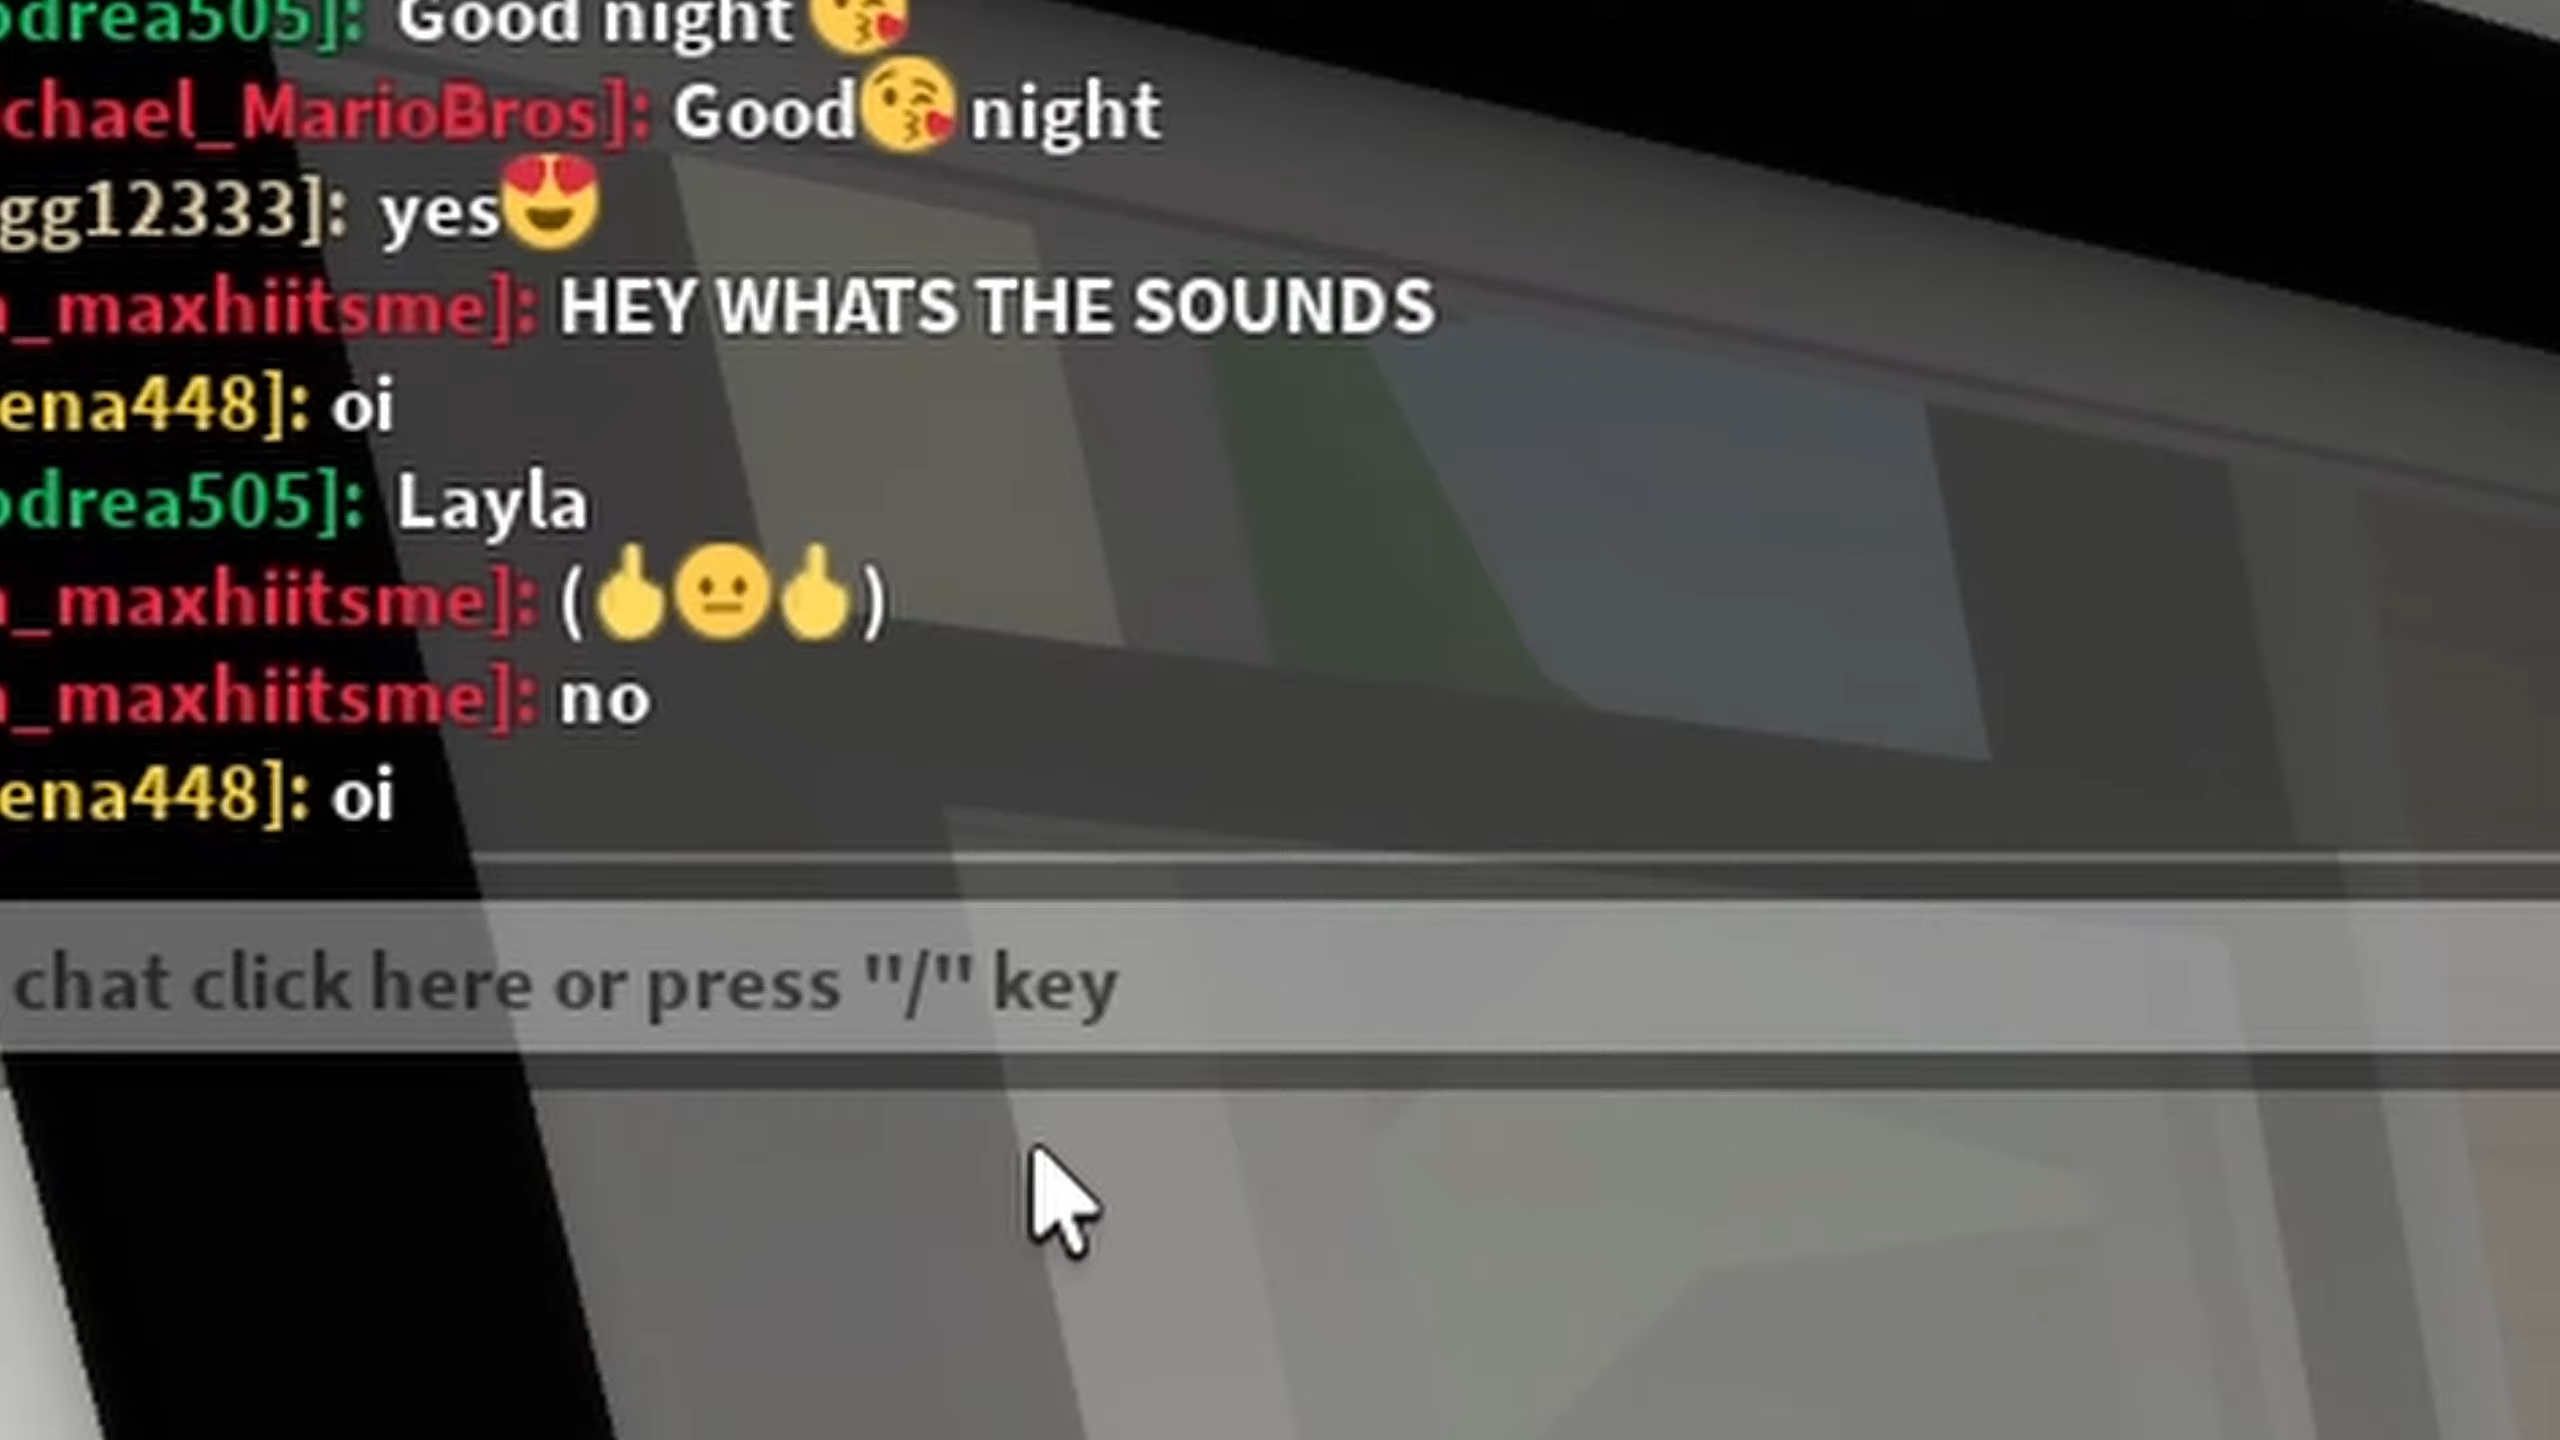 odrea505]: Good night 😘
chael_MarioBros]: Good😘night
gg12333]: yes😍
_maxhiitsme]: HEY WHATS THE SOUNDS
ena448]: oi
odrea505]: Layla
_maxhiitsme]: (🖕😐🖕)
_maxhiitsme]: no
ena448]: oi
chat click here or press "/" key